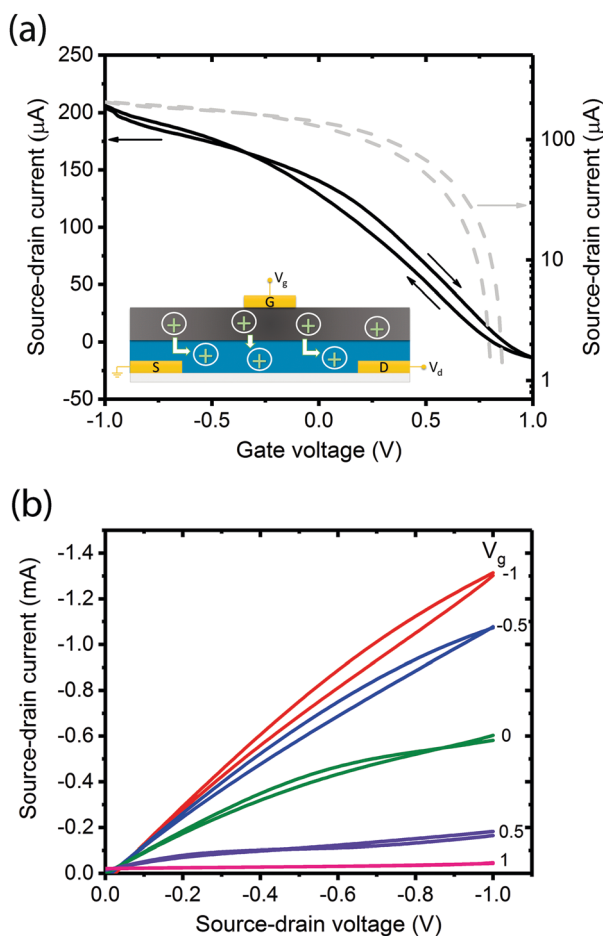 (a)
250
200
150
100
50
0
-50
-1.0 -0.5 0.0 0.5 1.0
Gate voltage (V)
Source-drain current (μA)
100
10
1
Source-drain current (μA)
Vg
G
+ + + +
+ + +
S D Vd
(b)
-1.4
-1.2
-1.0
-0.8
-0.6
-0.4
-0.2
0.0
0.0 -0.2 -0.4 -0.6 -0.8 -1.0
Source-drain voltage (V)
Source-drain current (mA)
Vg
-1
-0.5
0
0.5
1